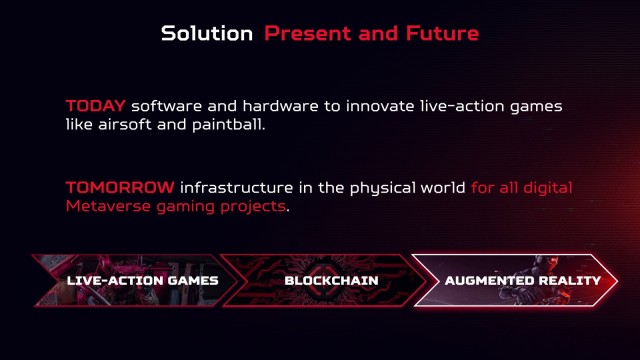 Solution Present and Future
TODAY software and hardware to innovate live-action games
like airsoft and paintball.
TOMORROW infrastructure in the physical world for all digital
Metaverse gaming projects.
LIVE-ACTION GAMES
BLOCKCHAIN
AUGMENTED REALITY